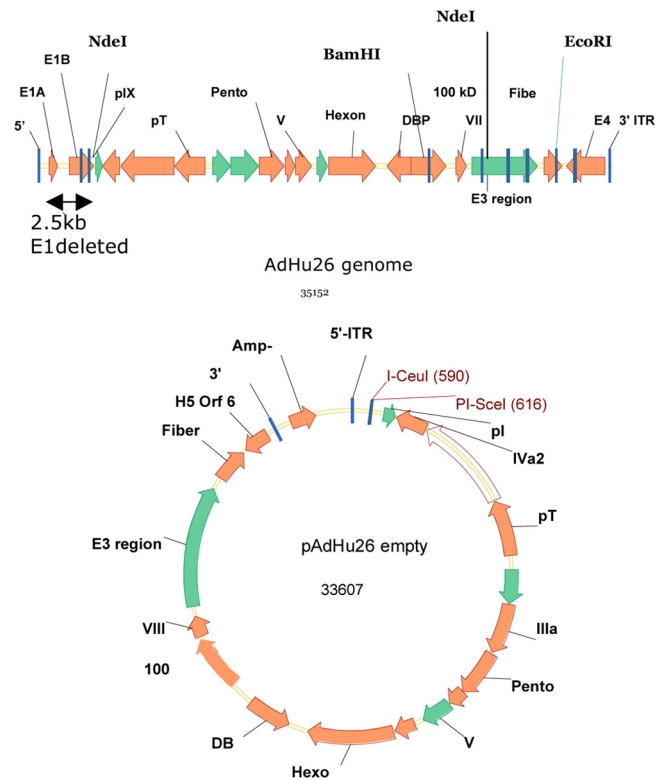 NdeI
NdeI
BamHI
EcoRI
E1B
E1A
pIX
5’
pT
Pento
V
Hexon
DBP
100 kD
VII
Fibe
E4
3’ ITR
E3 region
2.5kb
E1deleted
AdHu26 genome
35152
Amp-
5'-ITR
3'
I-CeuI (590)
H5 Orf 6
PI-SceI (616)
Fiber
pI
IVa2
E3 region
pT
pAdHu26 empty
33607
VIII
IIIa
100
Pento
DB
V
Hexo